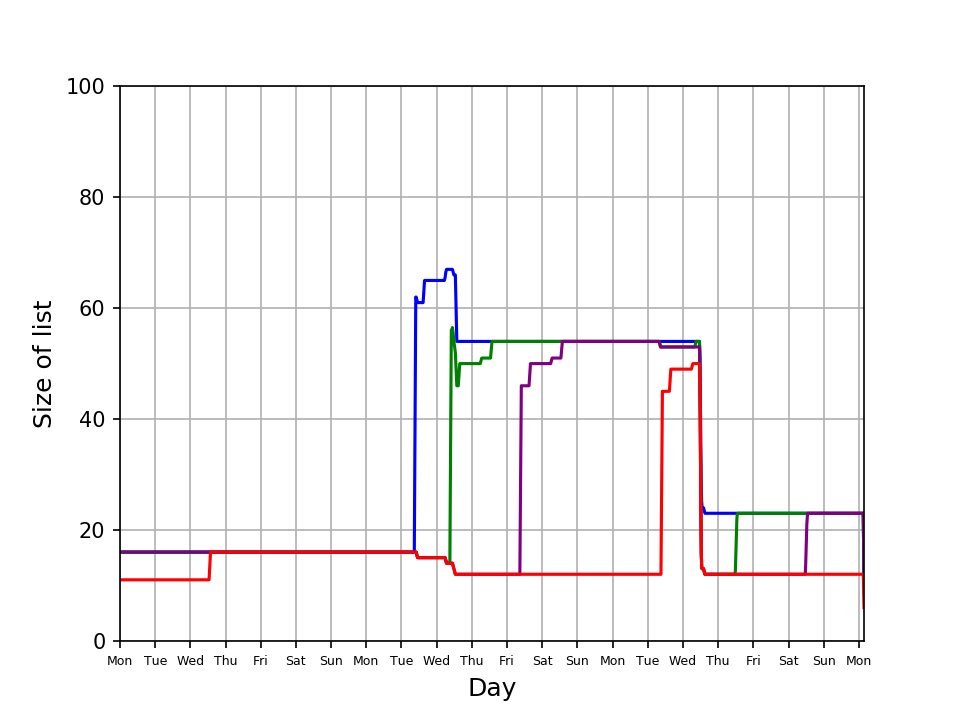 100
80
60
40
20
0
Size of list
Mon Tue Wed Thu Fri Sat Sun Mon Tue Wed Thu Fri Sat Sun Mon Tue Wed Thu Fri Sat Sun Mon
Day